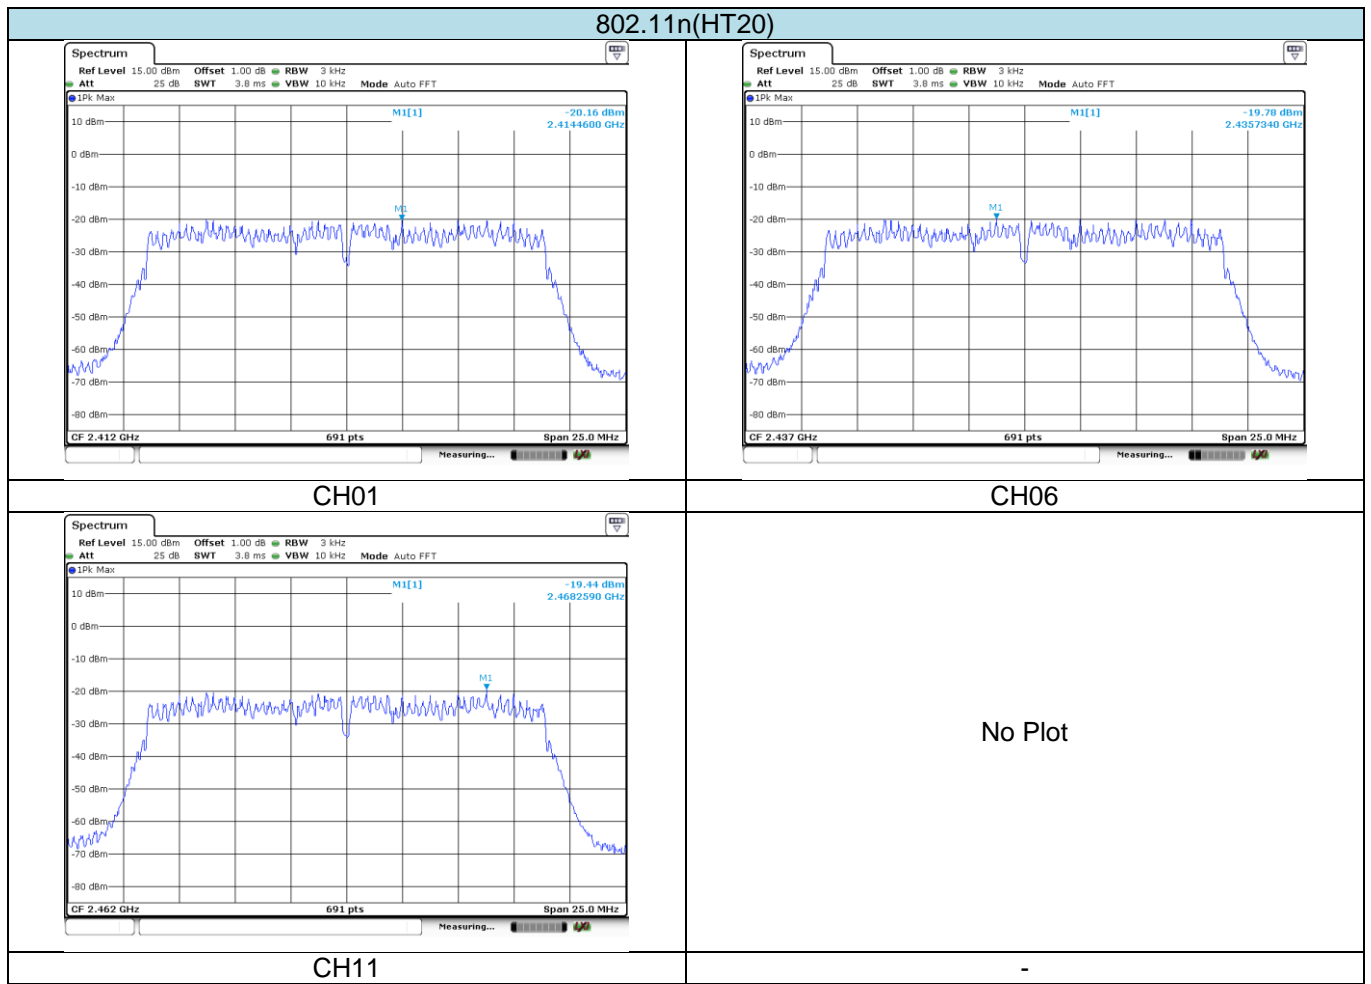 802.11n(HT20)
Spectrum
Ref Level 15.00 dBm Offset 1.00 dB RBW 3 kHz
Att 25 dB SWT 3.8 ms VBW 10 kHz Mode Auto FFT
1Pk Max
M1[1] -20.16 dBm
2.4144600 GHz
10 dBm
0 dBm
-10 dBm
M1
-20 dBm
-30 dBm
-40 dBm
-50 dBm
-60 dBm
-70 dBm
-80 dBm
CF 2.412 GHz 691 pts Span 25.0 MHz
Measuring...
CH01
Spectrum
Ref Level 15.00 dBm Offset 1.00 dB RBW 3 kHz
Att 25 dB SWT 3.8 ms VBW 10 kHz Mode Auto FFT
1Pk Max
M1[1] -19.78 dBm
2.4357340 GHz
10 dBm
0 dBm
-10 dBm
M1
-20 dBm
-30 dBm
-40 dBm
-50 dBm
-60 dBm
-70 dBm
-80 dBm
CF 2.437 GHz 691 pts Span 25.0 MHz
Measuring...
CH06
Spectrum
Ref Level 15.00 dBm Offset 1.00 dB RBW 3 kHz
Att 25 dB SWT 3.8 ms VBW 10 kHz Mode Auto FFT
1Pk Max
M1[1] -19.44 dBm
2.4682590 GHz
10 dBm
0 dBm
-10 dBm
M1
-20 dBm
-30 dBm
-40 dBm
-50 dBm
-60 dBm
-70 dBm
-80 dBm
CF 2.462 GHz 691 pts Span 25.0 MHz
Measuring...
CH11
No Plot
-